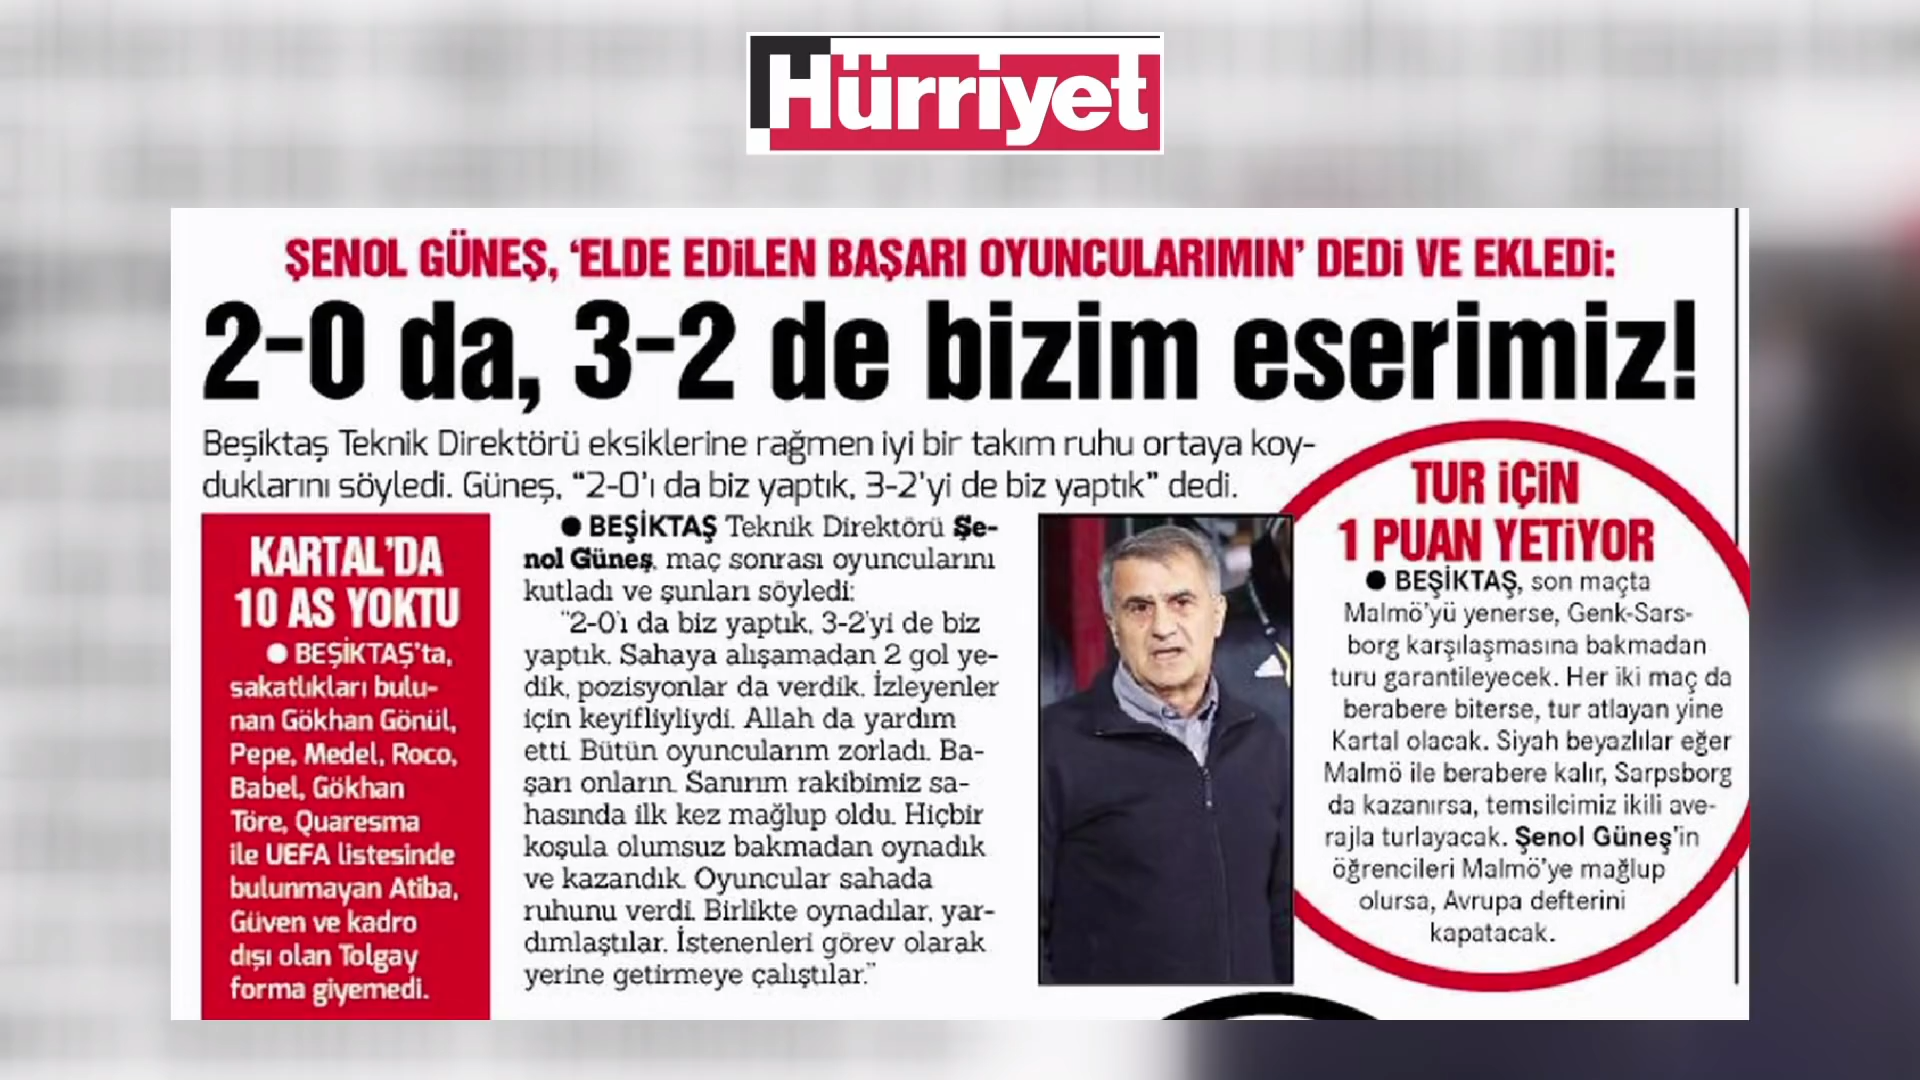 Hürriyet
ŞENOL GÜNEŞ, ‘ELDE EDİLEN BAŞARI OYUNCULARIMIN’ DEDİ VE EKLEDİ:
2-0 da, 3-2 de bizim eserimiz!
Beşiktaş Teknik Direktörü eksiklerine rağmen iyi bir takım ruhu ortaya koy-
duklarını söyledi. Güneş, “2-0’ı da biz yaptık, 3-2’yi de biz yaptık” dedi.
KARTAL’DA
10 AS YOKTU
● BEŞİKTAŞ’ta,
sakatlıkları bulu-
nan Gökhan Gönül,
Pepe, Medel, Roco,
Babel, Gökhan
Töre, Quaresma
ile UEFA listesinde
bulunmayan Atiba,
Güven ve kadro
dışı olan Tolgay
forma giyemedi.
● BEŞİKTAŞ Teknik Direktörü Şe-
nol Güneş, maç sonrası oyuncularını
kutladı ve şunları söyledi:
“2-0’ı da biz yaptık, 3-2’yi de biz
yaptık. Sahaya alışamadan 2 gol ye-
dik, pozisyonlar da verdik. İzleyenler
için keyifliyliydi. Allah da yardım
etti. Bütün oyuncularım zorladı. Ba-
şarı onların. Sanırım rakibimiz sa-
hasında ilk kez mağlup oldu. Hiçbir
koşula olumsuz bakmadan oynadık
ve kazandık. Oyuncular sahada
ruhunu verdi. Birlikte oynadılar, yar-
dımlaştılar. İstenenleri görev olarak
yerine getirmeye çalıştılar.”
TUR İÇİN
1 PUAN YETİYOR
● BEŞİKTAŞ, son maçta
Malmö’yü yenerse, Genk-Sars-
borg karşılaşmasına bakmadan
turu garantileyecek. Her iki maç da
berabere biterse, tur atlayan yine
Kartal olacak. Siyah beyazlılar eğer
Malmö ile berabere kalır, Sarpsborg
da kazanırsa, temsilcimiz ikili ave-
rajla turlayacak. Şenol Güneş’in
öğrencileri Malmö’ye mağlup
olursa, Avrupa defterini
kapatacak.